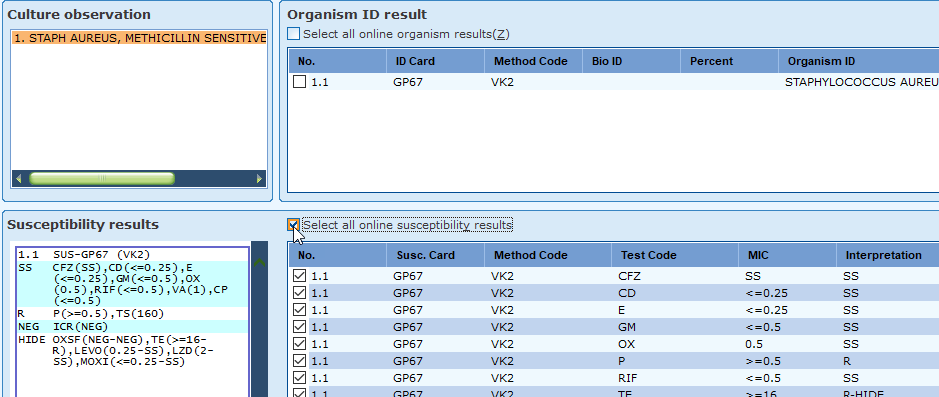 Culture observation
1. STAPH AUREUS, METHICILLIN SENSITIVE
Organism ID result
Select all online organism results(Z)
No. ID Card Method Code Bio ID Percent Organism ID
1.1 GP67 VK2 STAPHYLOCOCCUS AUREU
Susceptibility results
1.1 SUS-GP67 (VK2)
SS CFZ(SS),CD(<=0.25),E
(<=0.25),GM(<=0.5),OX
(0.5),RIF(<=0.5),VA(1),CP
(<=0.5)
R P(>=0.5),TS(160)
NEG ICR(NEG)
HIDE OXSF(NEG-NEG),TE(>=16-
R),LEVO(0.25-SS),LZD(2-
SS),MOXI(<=0.25-SS)
Select all online susceptibility results
No. Susc. Card Method Code Test Code MIC Interpretation
1.1 GP67 VK2 CFZ SS SS
1.1 GP67 VK2 CD <=0.25 SS
1.1 GP67 VK2 E <=0.25 SS
1.1 GP67 VK2 GM <=0.5 SS
1.1 GP67 VK2 OX 0.5 SS
1.1 GP67 VK2 P >=0.5 R
1.1 GP67 VK2 RIF <=0.5 SS
1.1 GP67 VK2 TE >=16 R-HIDE